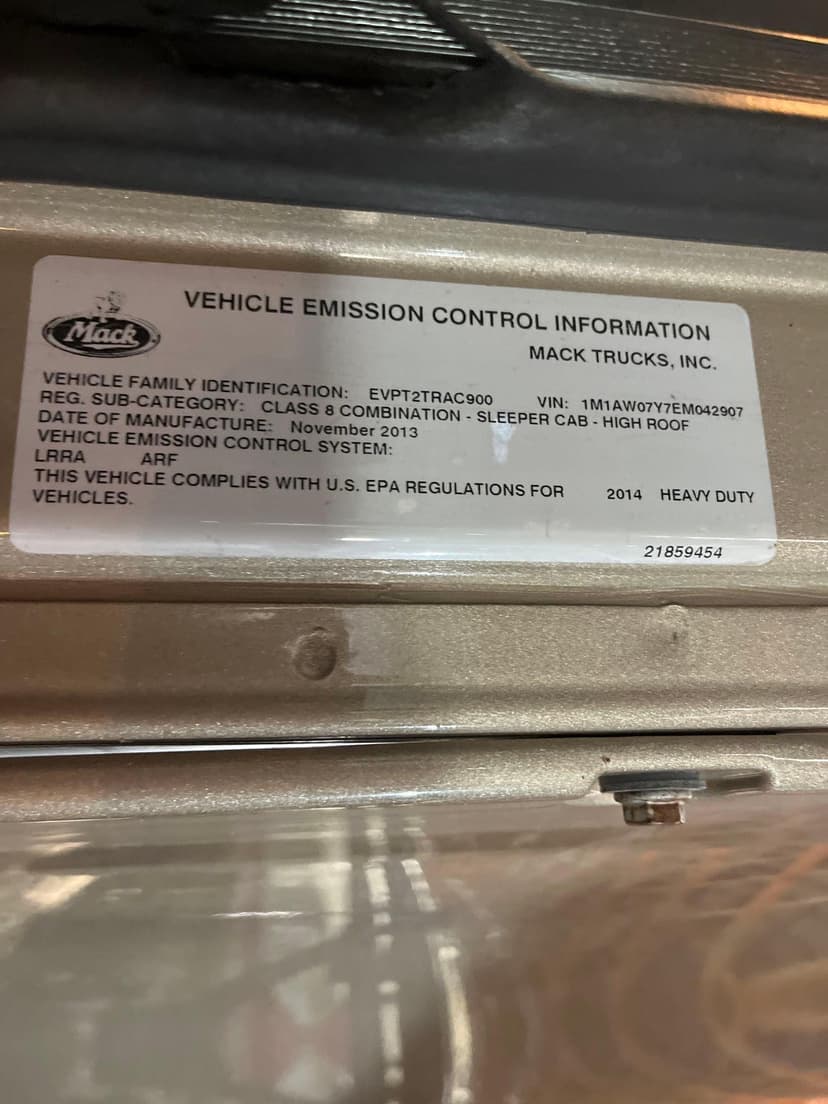 Mack
VEHICLE EMISSION CONTROL INFORMATION
MACK TRUCKS, INC.
VEHICLE FAMILY IDENTIFICATION: EVPT2TRAC900 VIN: 1M1AW07Y7EM042907
REG. SUB-CATEGORY: CLASS 8 COMBINATION - SLEEPER CAB - HIGH ROOF
DATE OF MANUFACTURE: November 2013
VEHICLE EMISSION CONTROL SYSTEM:
LRRA ARF
THIS VEHICLE COMPLIES WITH U.S. EPA REGULATIONS FOR 2014 HEAVY DUTY
VEHICLES.
21859454